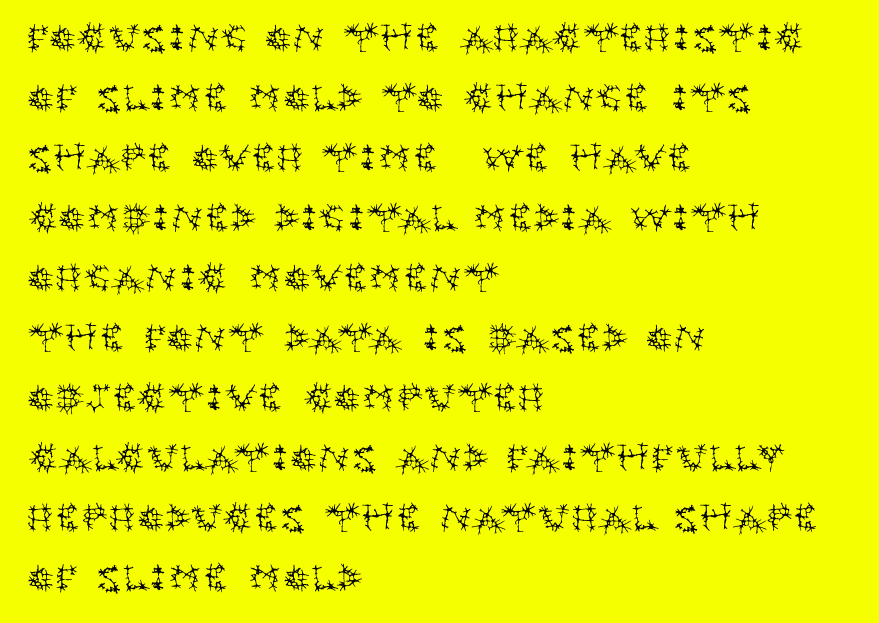 FOCUSING ON THE ARACTERISTIC
OF SLIME MOLD TO CHANGE ITS
SHAPE OVER TIME WE HAVE
COMBINED DIGITAL MEDIA WITH
ORGANIC MOVEMENT
THE FONT DATA IS BASED ON
OBJECTIVE COMPUTER
CALCULATIONS AND FAITHFULLY
REPRODUCES THE NATURAL SHAPE
OF SLIME MOLD